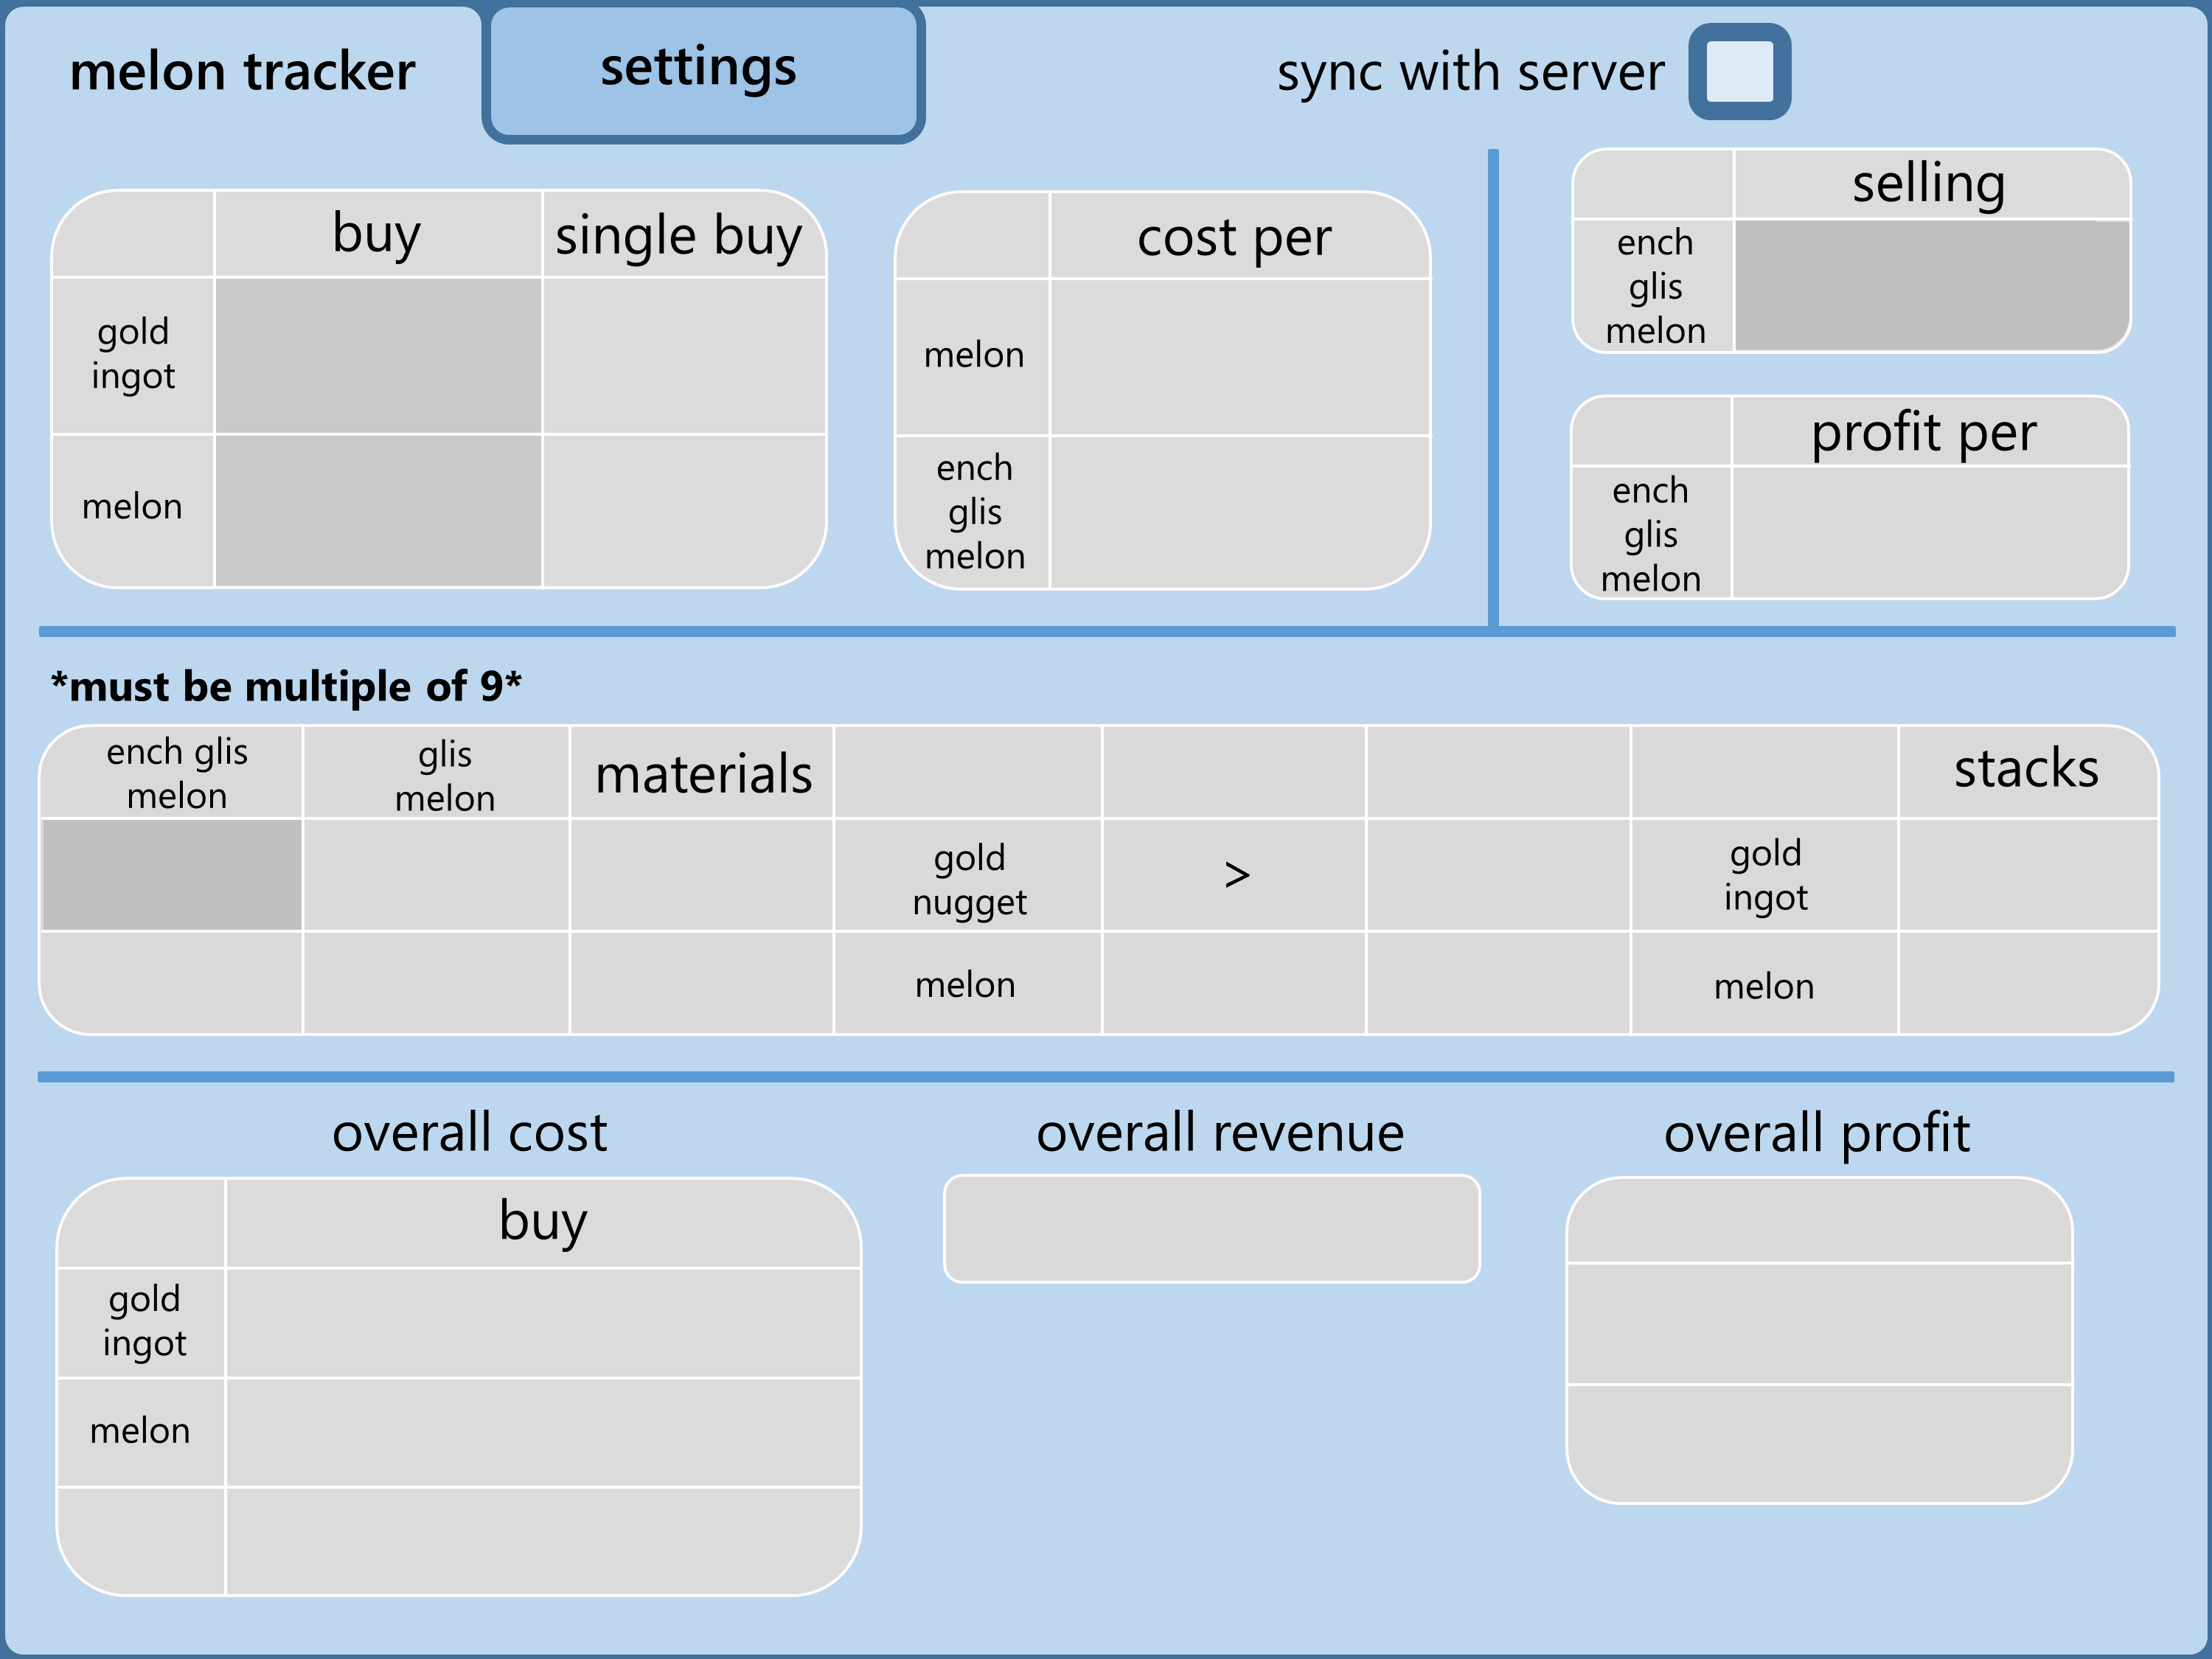 melon tracker
settings
sync with server
buy
single buy
gold
ingot
melon
cost per
melon
ench
glis
melon
selling
ench
glis
melon
profit per
ench
glis
melon
*must be multiple of 9*
ench glis
melon
glis
melon
materials
stacks
gold
nugget
>
gold
ingot
melon
melon
overall cost
buy
gold
ingot
melon
overall revenue
overall profit